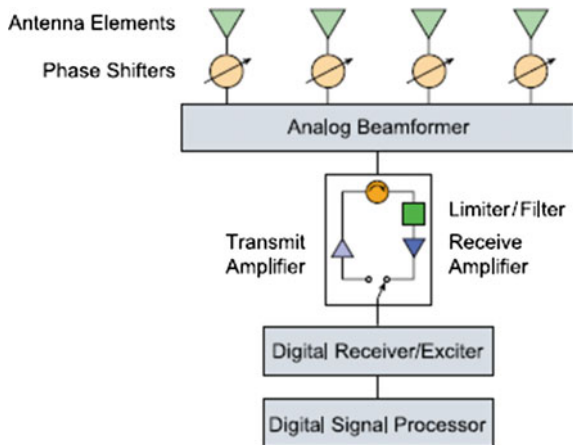 Antenna Elements
Phase Shifters
Analog Beamformer
Limiter/Filter
Transmit
Amplifier
Receive
Amplifier
Digital Receiver/Exciter
Digital Signal Processor